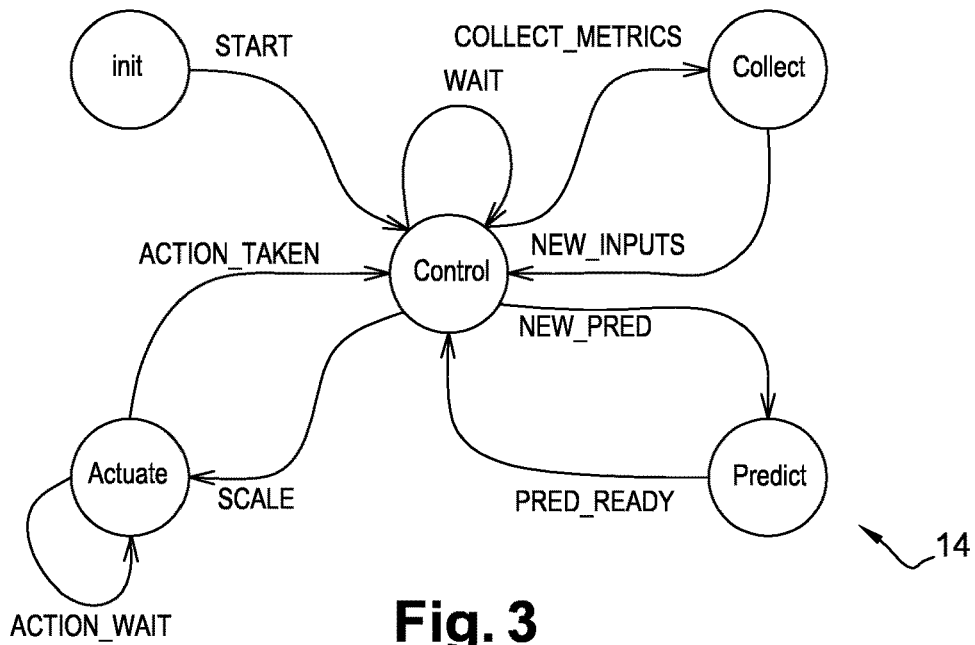 START
COLLECT_METRICS
init
WAIT
Collect
ACTION_TAKEN
Control
NEW_INPUTS
NEW_PRED
Actuate
SCALE
PRED_READY
Predict
14
ACTION_WAIT
Fig. 3